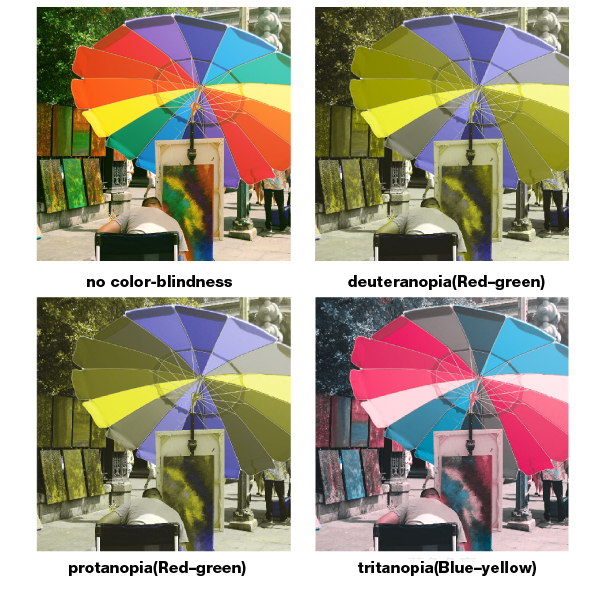 no color-blindness
deuteranopia(Red–green)
protanopia(Red–green)
tritanopia(Blue–yellow)